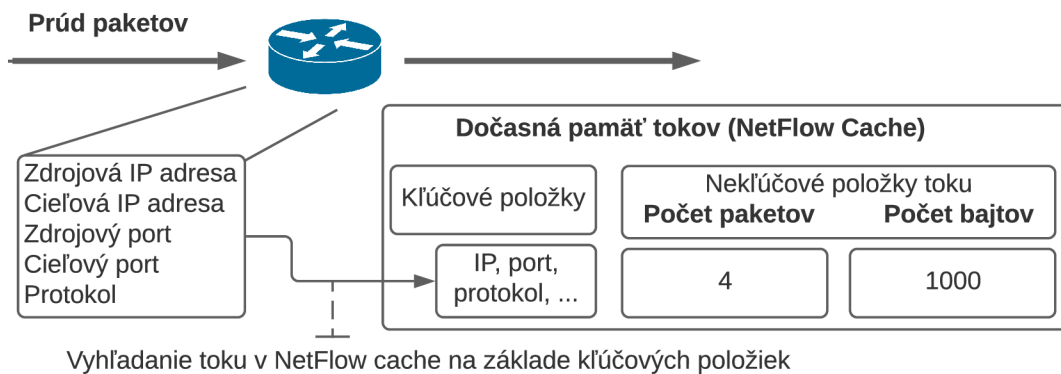 Prúd paketov
Dočasná pamäť tokov (NetFlow Cache)
Zdrojová IP adresa
Cieľová IP adresa
Zdrojový port
Cieľový port
Protokol
Kľúčové položky
Nekľúčové položky toku
Počet paketov
Počet bajtov
IP, port,
protokol, ...
4
1000
Vyhľadanie toku v NetFlow cache na základe kľúčových položiek